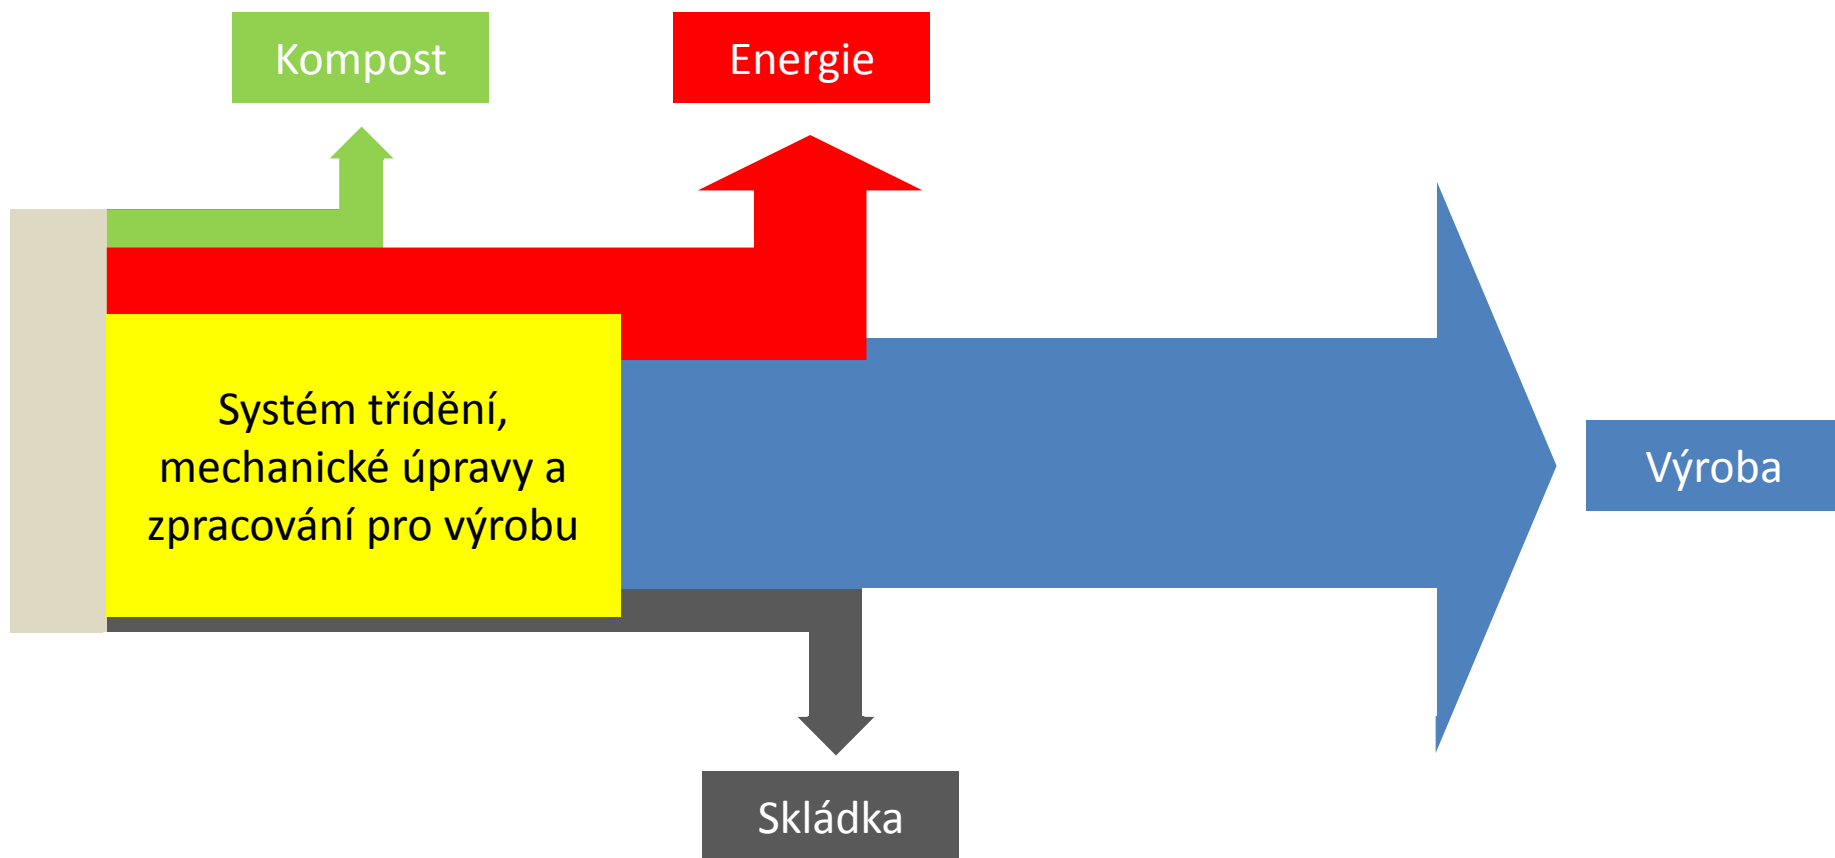 Kompost
Energie
Systém třídění,
mechanické úpravy a
zpracování pro výrobu
Výroba
Skládka